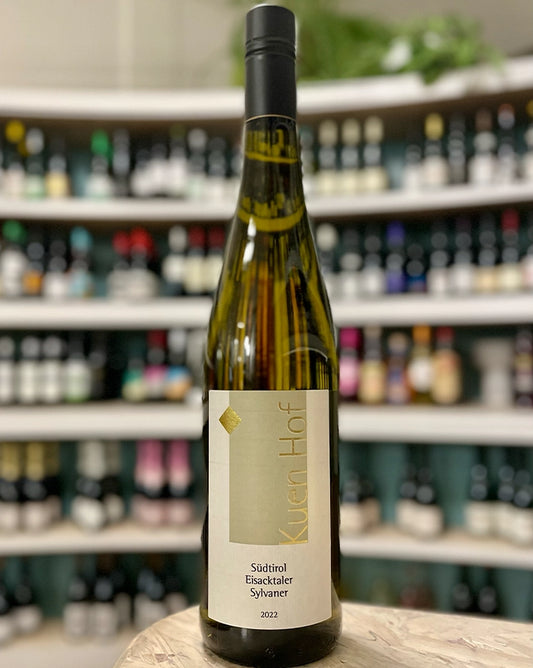 Kuen Hof
Südtirol
Eisacktaler
Sylvaner
2022